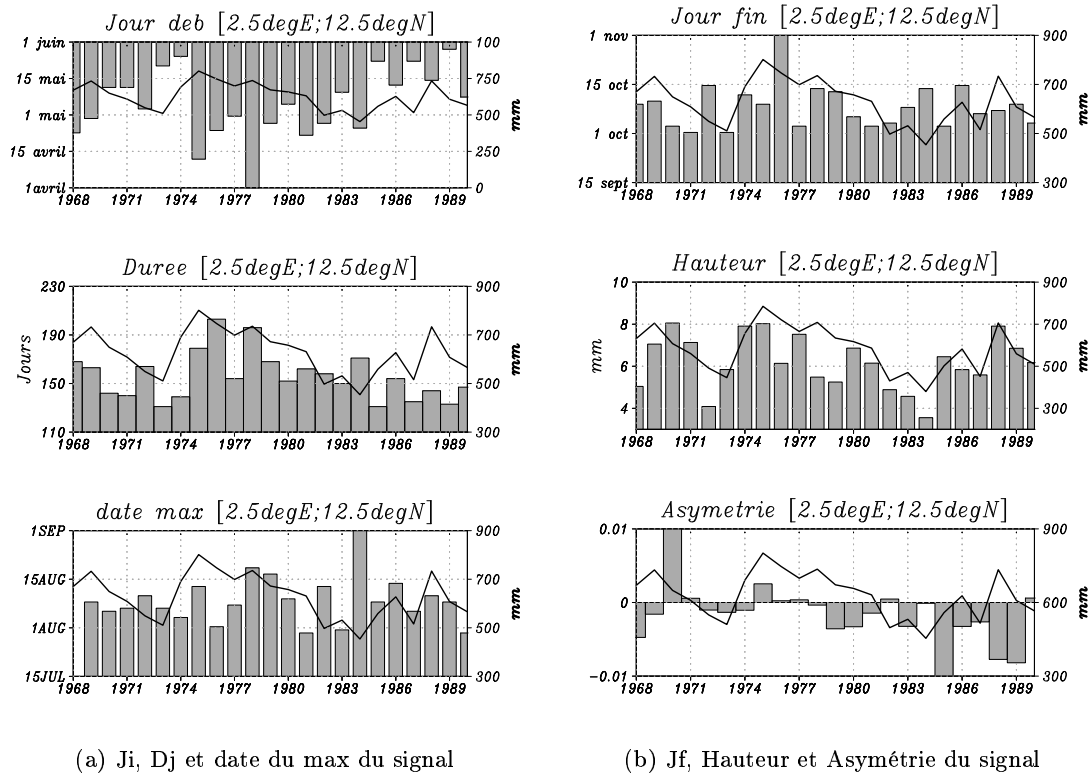 Jour deb [2.5degE;12.5degN]
1 juin
15 mai
1 mai
15 avril
1avril
100
750
500
250
0
mm
1968 1971 1974 1977 1980 1983 1986 1989
Duree [2.5degE;12.5degN]
230
190
150
110
Jours
900
700
500
300
mm
1968 1971 1974 1977 1980 1983 1986 1989
date max [2.5degE;12.5degN]
1SEP
15AUG
1AUG
15JUL
900
700
500
300
mm
1968 1971 1974 1977 1980 1983 1986 1989
(a) Ji, Dj et date du max du signal
Jour fin [2.5degE;12.5degN]
1 nov
15 oct
1 oct
15 sept
900
700
500
300
mm
1968 1971 1974 1977 1980 1983 1986 1989
Hauteur [2.5degE;12.5degN]
10
8
6
4
mm
900
700
500
300
mm
1968 1971 1974 1977 1980 1983 1986 1989
Asymetrie [2.5degE;12.5degN]
0.01
0
-0.01
900
600
300
mm
1968 1971 1974 1977 1980 1983 1986 1989
(b) Jf, Hauteur et Asymétrie du signal